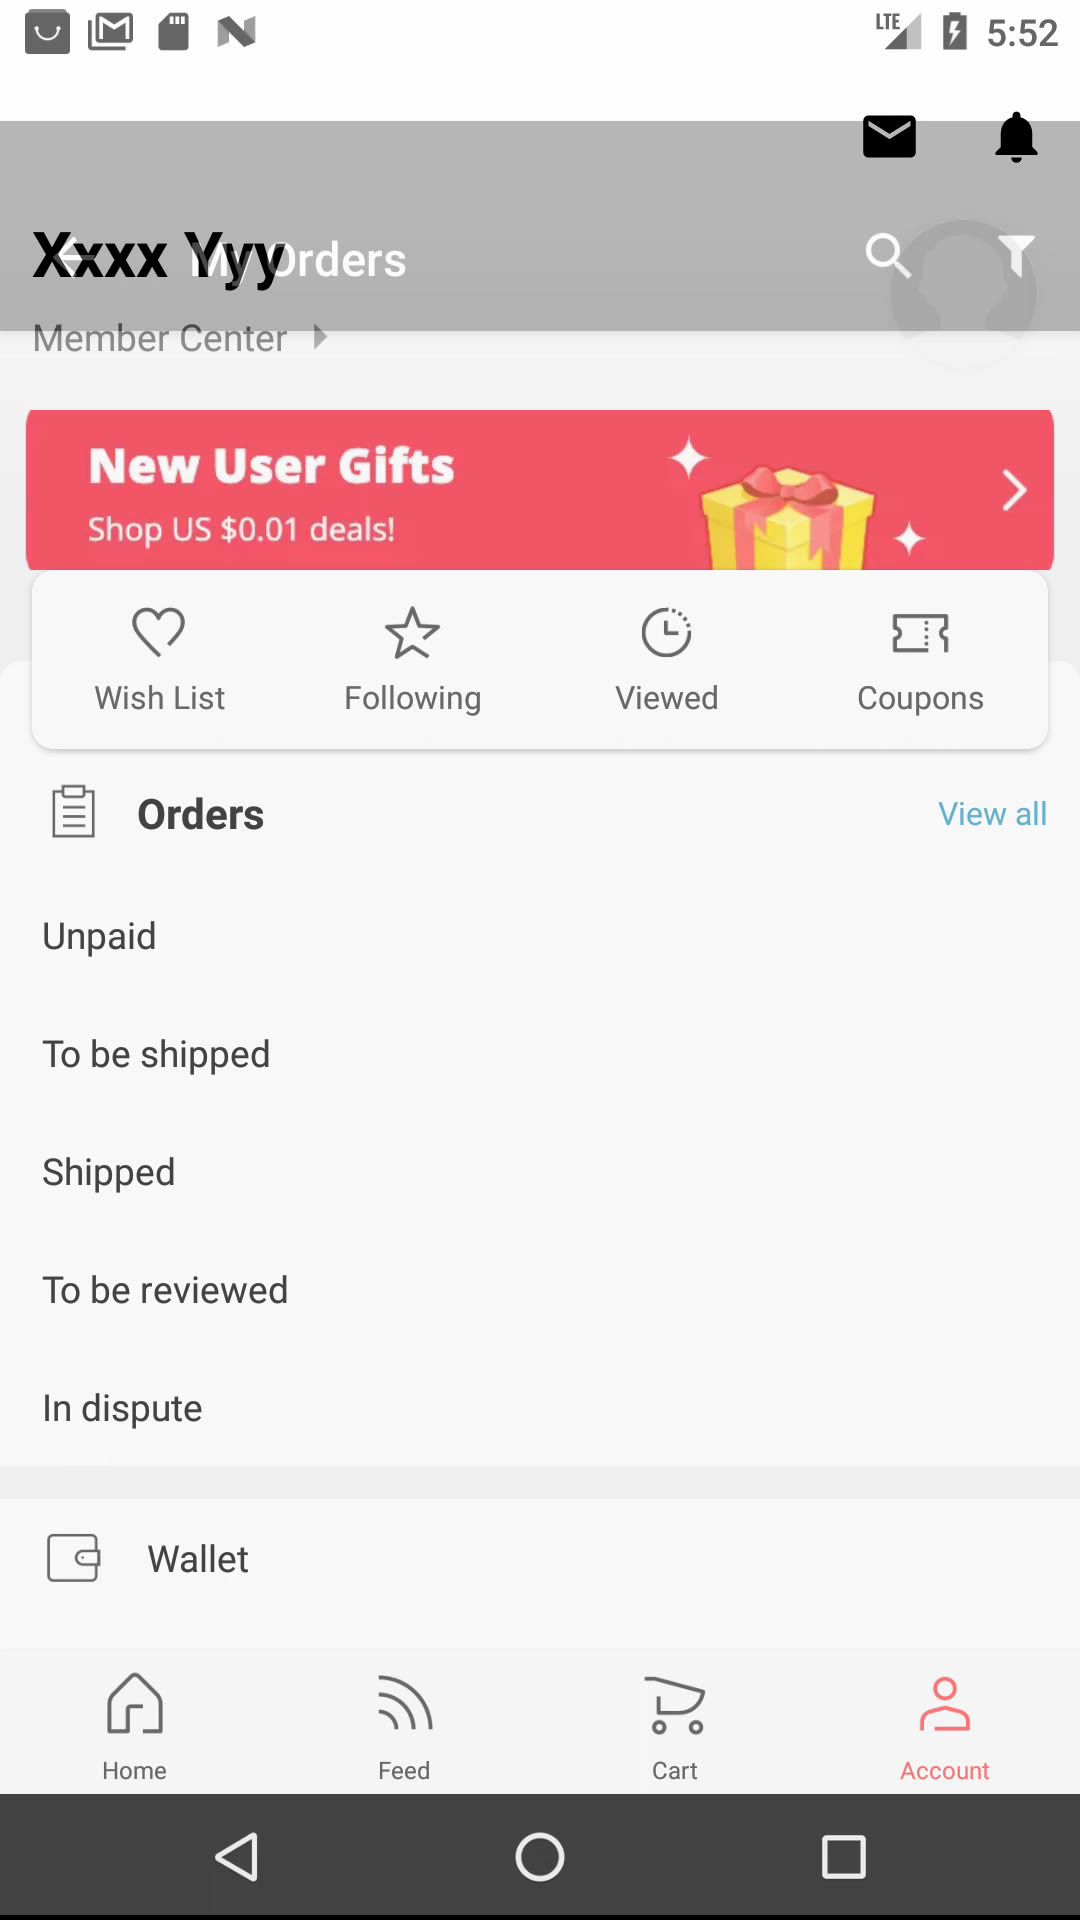 LTE 5:52
Xxxx Yyy
My Orders
Member Center
New User Gifts
Shop US $0.01 deals!
Wish List Following Viewed Coupons
Orders View all
Unpaid
To be shipped
Shipped
To be reviewed
In dispute
Wallet
Home Feed Cart Account